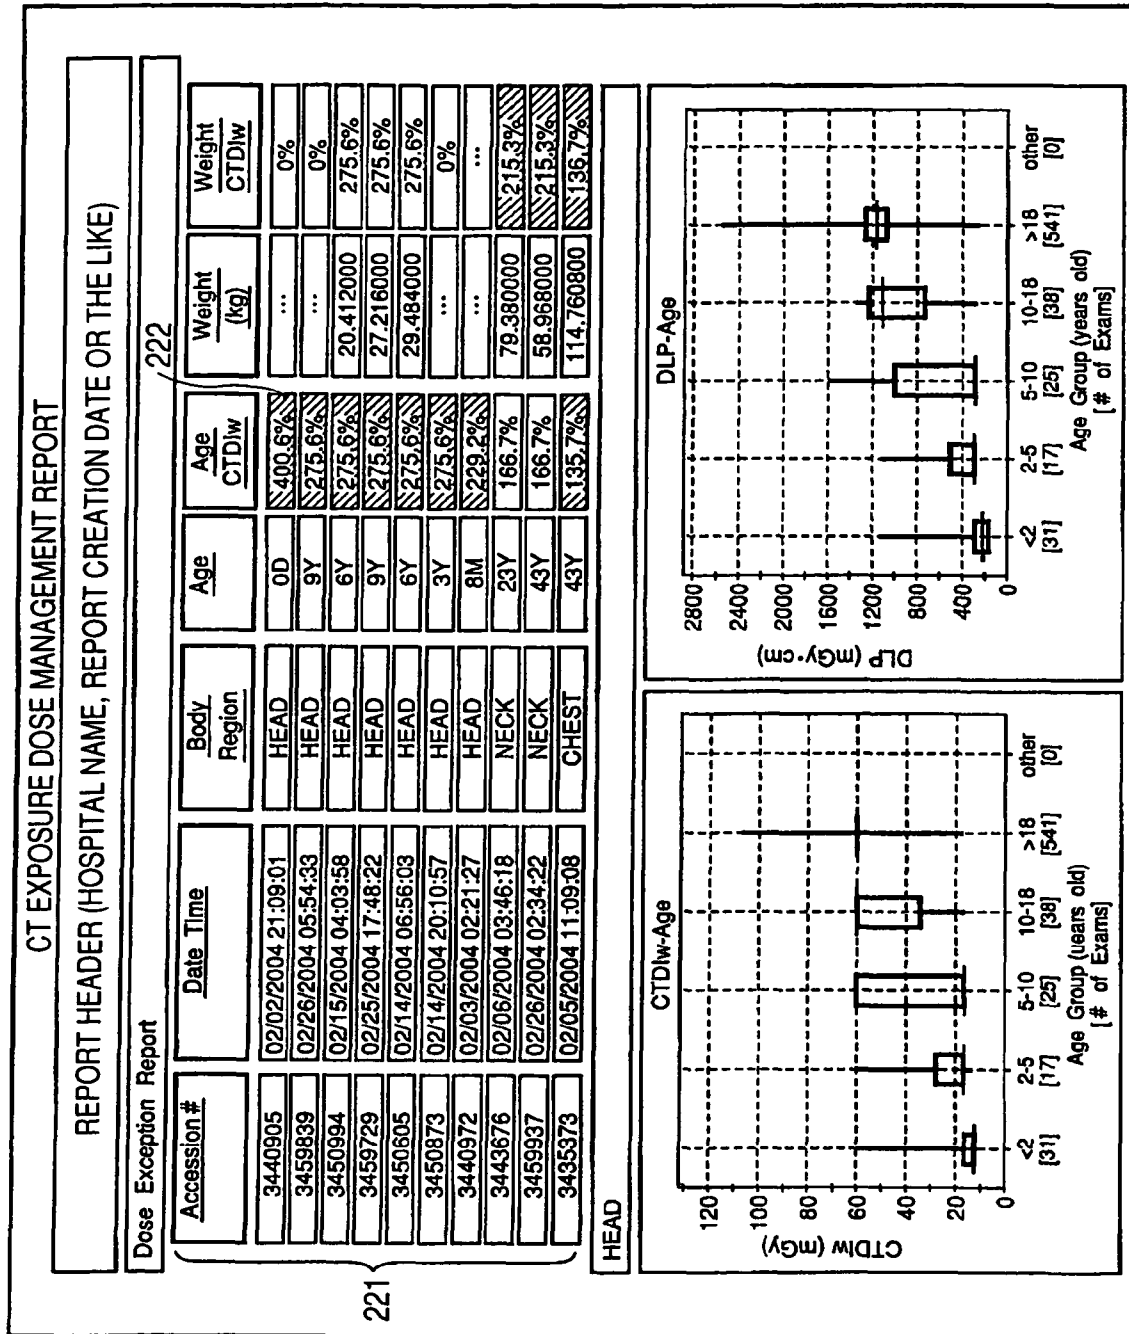 CT EXPOSURE DOSE MANAGEMENT REPORT
REPORT HEADER (HOSPITAL NAME, REPORT CREATION DATE OR THE LIKE)
Dose Exception Report
222
Accession # Date Time Body Region Age Age CTDIw Weight (kg) Weight CTDIw
3440905 02/02/2004 21:09:01 HEAD 0D 400.6% ... 0%
3459839 02/26/2004 05:54:33 HEAD 9Y 275.6% ... 0%
3450994 02/15/2004 04:03:58 HEAD 6Y 275.6% 20.412000 275.6%
3459729 02/25/2004 17:48:22 HEAD 9Y 275.6% 27.216000 275.6%
3450605 02/14/2004 06:56:03 HEAD 6Y 275.6% 29.484000 275.6%
3450873 02/14/2004 20:10:57 HEAD 3Y 275.6% ... 0%
3440972 02/03/2004 02:21:27 HEAD 8M 229.2% ... ...
3443676 02/06/2004 03:46:18 NECK 23Y 166.7% 79.380000 215.3%
3459937 02/26/2004 02:34:22 NECK 43Y 166.7% 58.968000 215.3%
3435373 02/05/2004 11:09:08 CHEST 43Y 135.7% 114.760800 136.7%
221
HEAD
CTDIw-Age
CTDIw (mGy)
120
100
80
60
40
20
0
<2 2-5 5-10 10-18 >18 other
[31] [17] [25] [38] [541] [0]
Age Group (uears old)
[# of Exams]
DLP-Age
DLP (mGy·cm)
2800
2400
2000
1600
1200
800
400
0
<2 2-5 5-10 10-18 >18 other
[31] [17] [25] [38] [541] [0]
Age Group (years old)
[# of Exams]